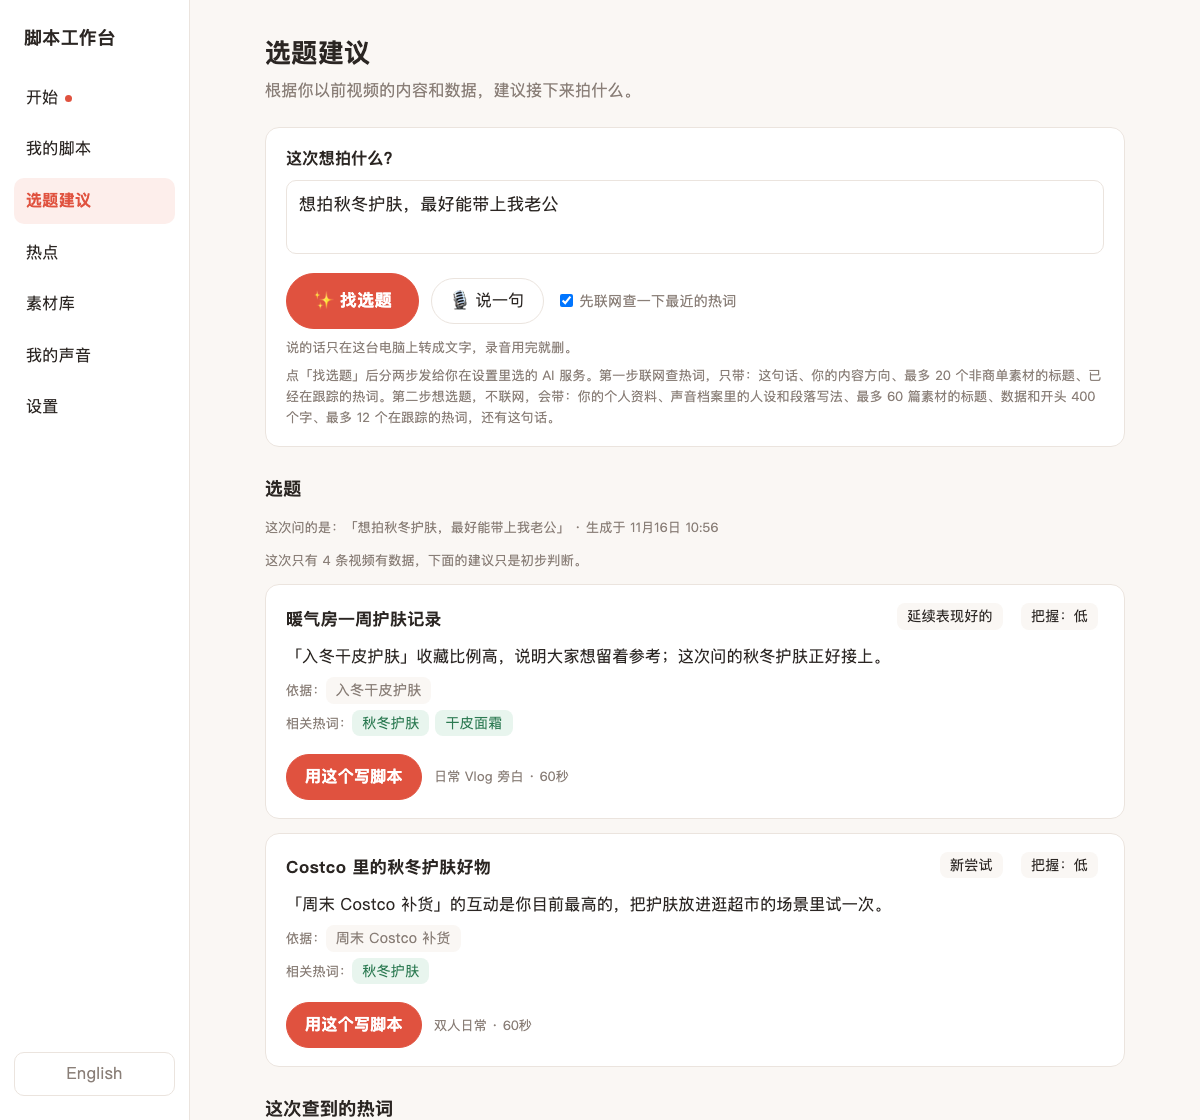 脚本工作台
开始
我的脚本
选题建议
热点
素材库
我的声音
设置
English
选题建议
根据你以前视频的内容和数据，建议接下来拍什么。
这次想拍什么？
想拍秋冬护肤，最好能带上我老公
✨ 找选题
🎙️ 说一句
先联网查一下最近的热词
说的话只在这台电脑上转成文字，录音用完就删。
点「找选题」后分两步发给你在设置里选的 AI 服务。第一步联网查热词，只带：这句话、你的内容方向、最多 20 个非商单素材的标题、已
经在跟踪的热词。第二步想选题，不联网，会带：你的个人资料、声音档案里的人设和段落写法、最多 60 篇素材的标题、数据和开头 400
个字、最多 12 个在跟踪的热词，还有这句话。
选题
这次问的是：「想拍秋冬护肤，最好能带上我老公」 · 生成于 11月16日 10:56
这次只有 4 条视频有数据，下面的建议只是初步判断。
暖气房一周护肤记录
延续表现好的
把握：低
「入冬干皮护肤」收藏比例高，说明大家想留着参考；这次问的秋冬护肤正好接上。
依据： 入冬干皮护肤
相关热词： 秋冬护肤 干皮面霜
用这个写脚本
日常 Vlog 旁白 · 60秒
Costco 里的秋冬护肤好物
新尝试
把握：低
「周末 Costco 补货」的互动是你目前最高的，把护肤放进逛超市的场景里试一次。
依据： 周末 Costco 补货
相关热词： 秋冬护肤
用这个写脚本
双人日常 · 60秒
这次查到的热词